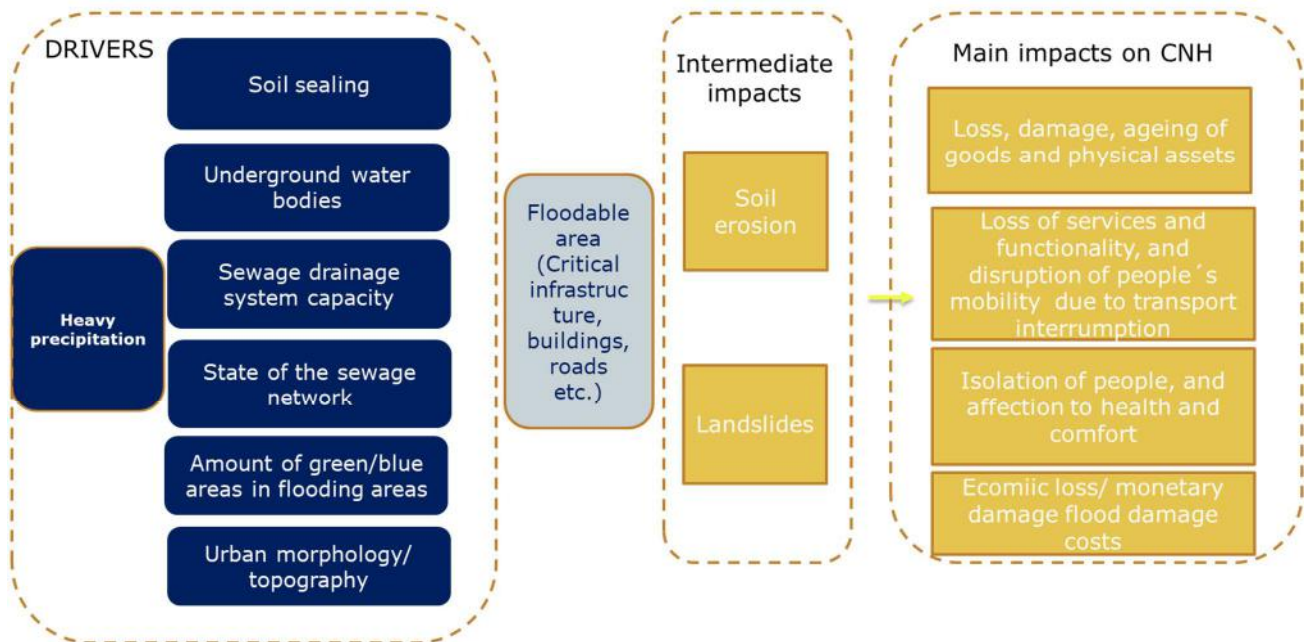 DRIVERS
Heavy
precipitation
Soil sealing
Underground water
bodies
Sewage drainage
system capacity
State of the sewage
network
Amount of green/blue
areas in flooding areas
Urban morphology/
topography
Floodable
area
(Critical
infrastruc
ture,
buildings,
roads
etc.)
Intermediate
impacts
Soil
erosion
Landslides
Main impacts on CNH
Loss, damage, ageing of
goods and physical assets
Loss of services and
functionality, and
disruption of people´s
mobility due to transport
interrumption
Isolation of people, and
affection to health and
comfort
Ecomiic loss/ monetary
damage flood damage
costs